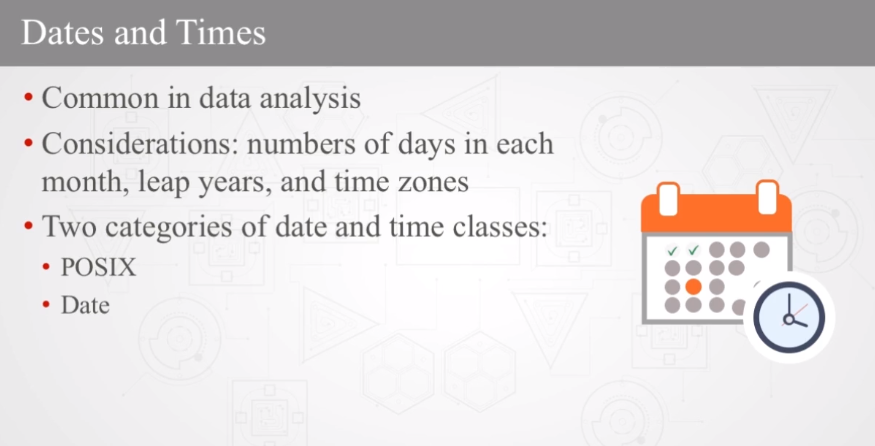 Dates and Times
• Common in data analysis
• Considerations: numbers of days in each
month, leap years, and time zones
• Two categories of date and time classes:
• POSIX
• Date